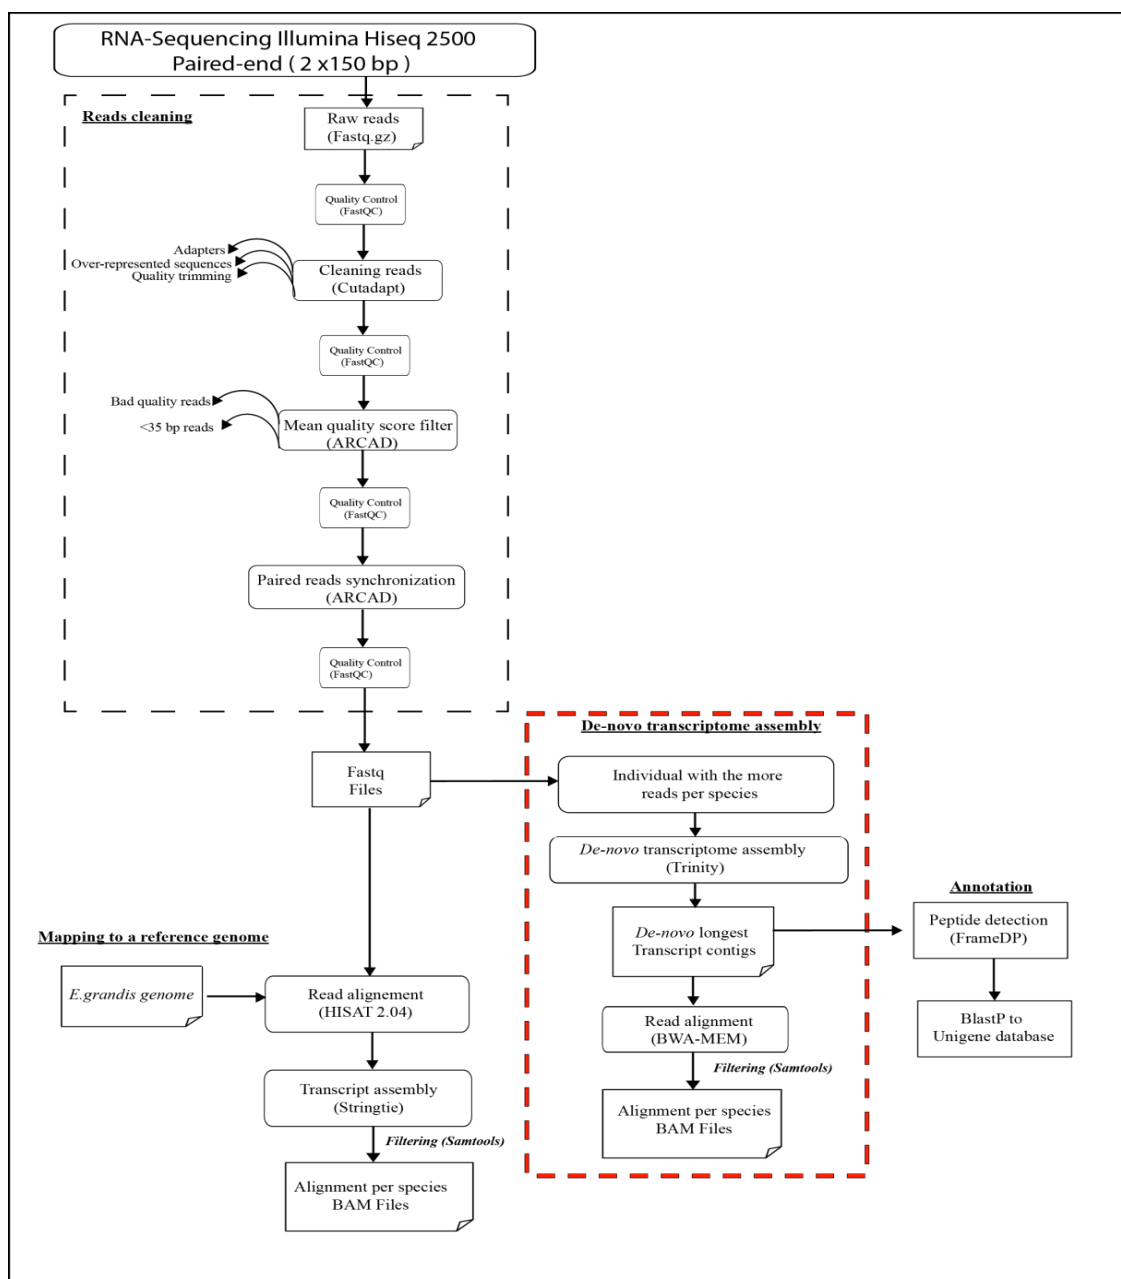 RNA-Sequencing Illumina Hiseq 2500
Paired-end ( 2 x150 bp )
Reads cleaning
Raw reads
(Fastq.gz)
Quality Control
(FastQC)
Adapters
Over-represented sequences
Quality trimming
Cleaning reads
(Cutadapt)
Quality Control
(FastQC)
Bad quality reads
<35 bp reads
Mean quality score filter
(ARCAD)
Quality Control
(FastQC)
Paired reads synchronization
(ARCAD)
Quality Control
(FastQC)
Fastq
Files
De-novo transcriptome assembly
Individual with the more
reads per species
De-novo transcriptome assembly
(Trinity)
De-novo longest
Transcript contigs
Read alignment
(BWA-MEM)
Filtering (Samtools)
Alignment per species
BAM Files
Annotation
Peptide detection
(FrameDP)
BlastP to
Unigene database
Mapping to a reference genome
E.grandis genome
Read alignement
(HISAT 2.04)
Transcript assembly
(Stringtie)
Filtering (Samtools)
Alignment per species
BAM Files